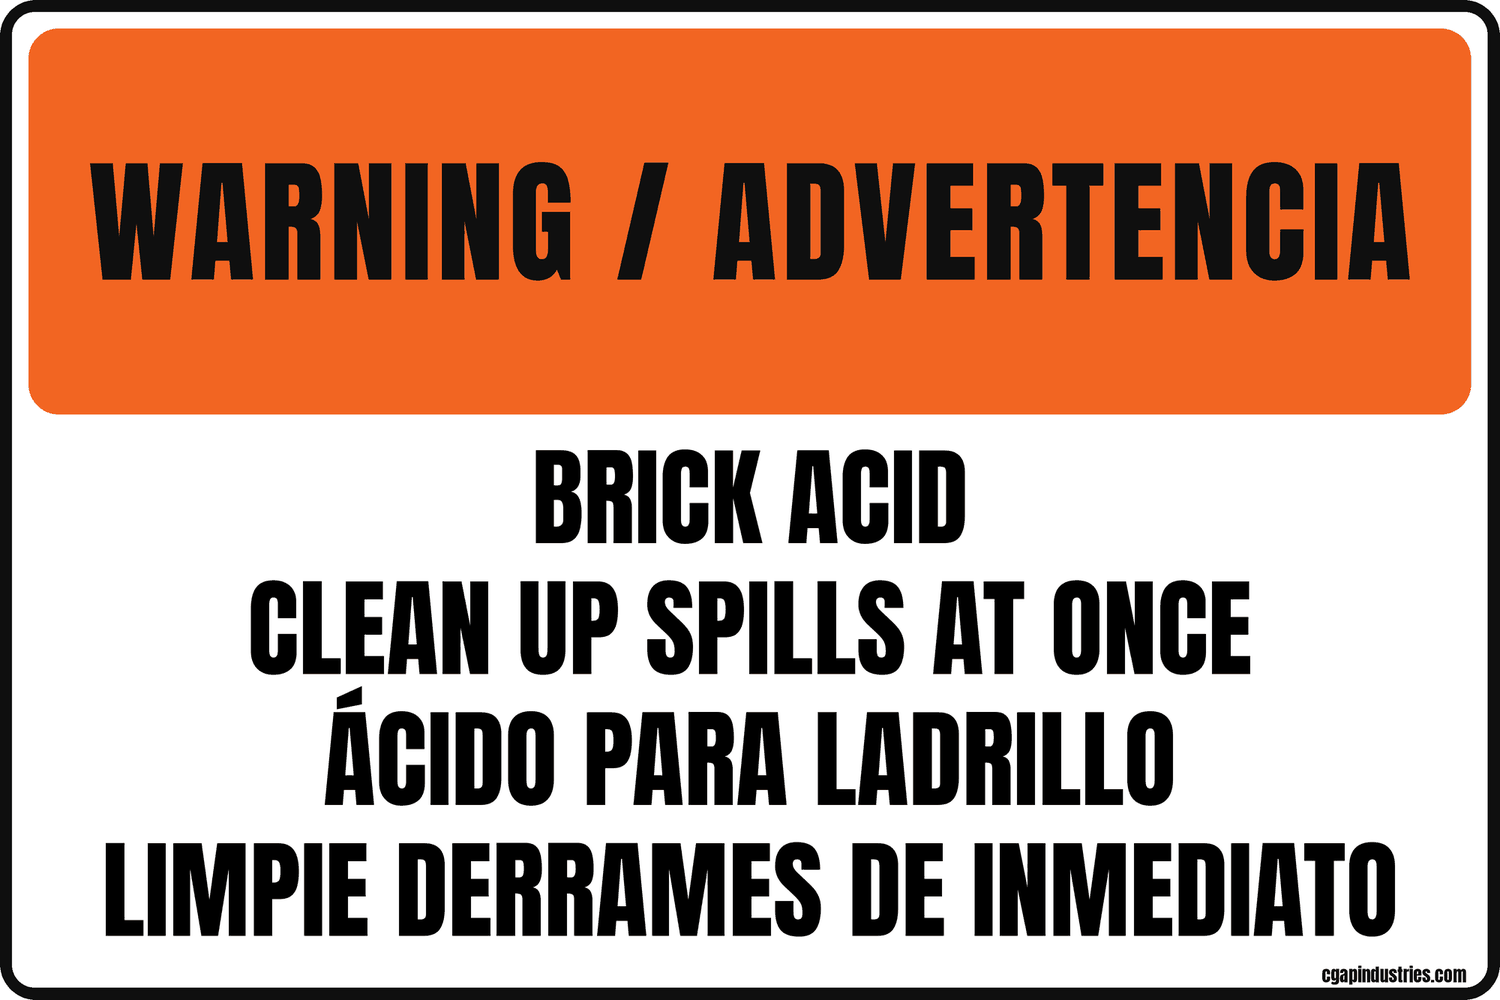 WARNING / ADVERTENCIA
BRICK ACID
CLEAN UP SPILLS AT ONCE
ÁCIDO PARA LADRILLO
LIMPIE DERRAMES DE INMEDIATO
cgapindustries.com